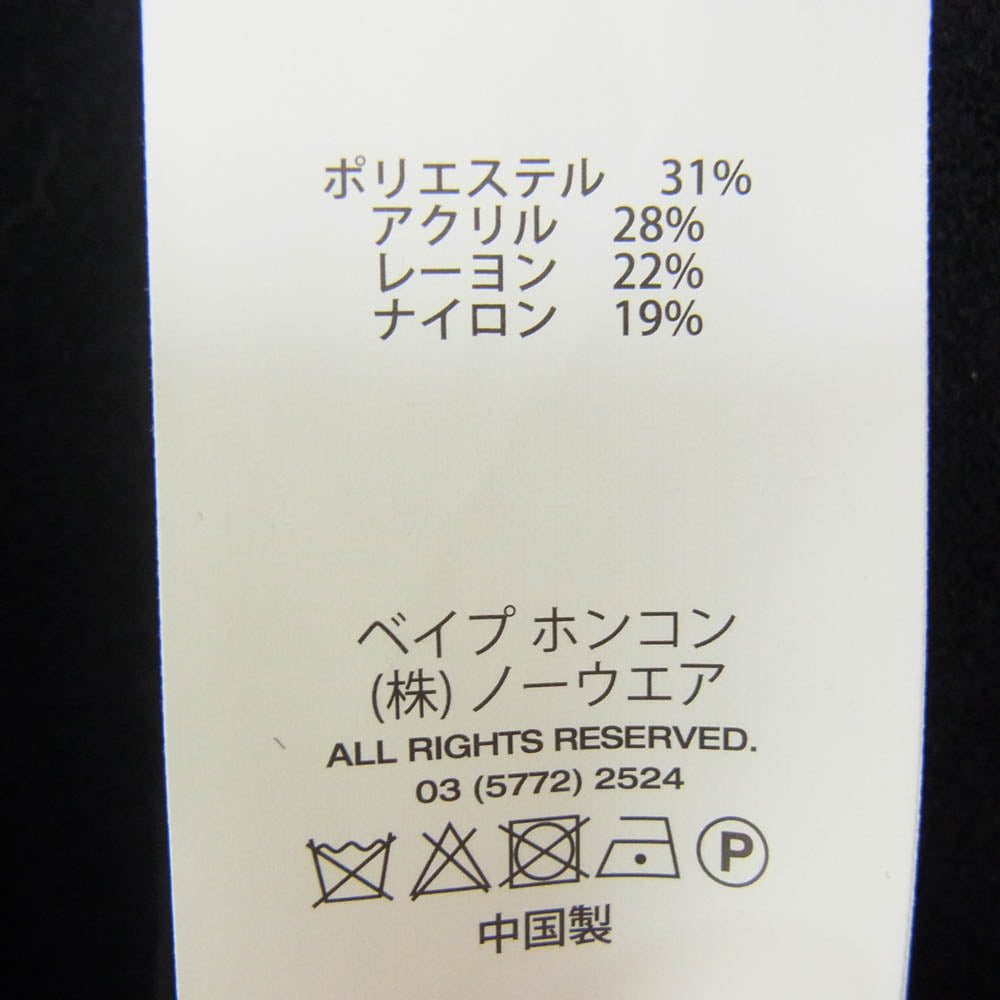 ポリエステル 31%
アクリル 28%
レーヨン 22%
ナイロン 19%
ベイプ ホンコン
(株) ノーウエア
ALL RIGHTS RESERVED.
03 (5772) 2524
P
中国製